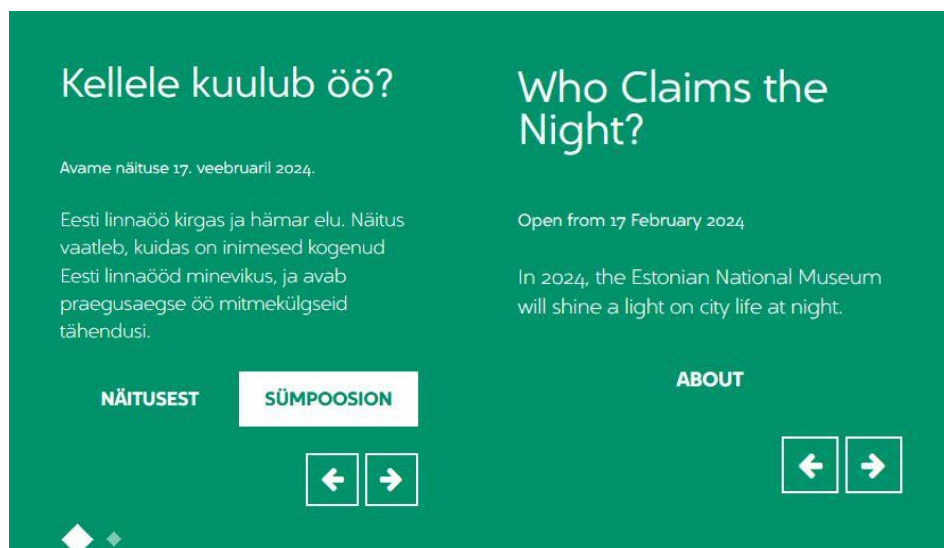 Kellele kuulub öö?
Avame näituse 17. veebruaril 2024.
Eesti linnaöö kirgas ja hämar elu. Näitus
vaatleb, kuidas on inimesed kogenud
Eesti linnaööd minevikus, ja avab
praegusaegse öö mitmekülgseid
tähendusi.
NÄITUSEST
SÜMPOOSION
Who Claims the
Night?
Open from 17 February 2024
In 2024, the Estonian National Museum
will shine a light on city life at night.
ABOUT